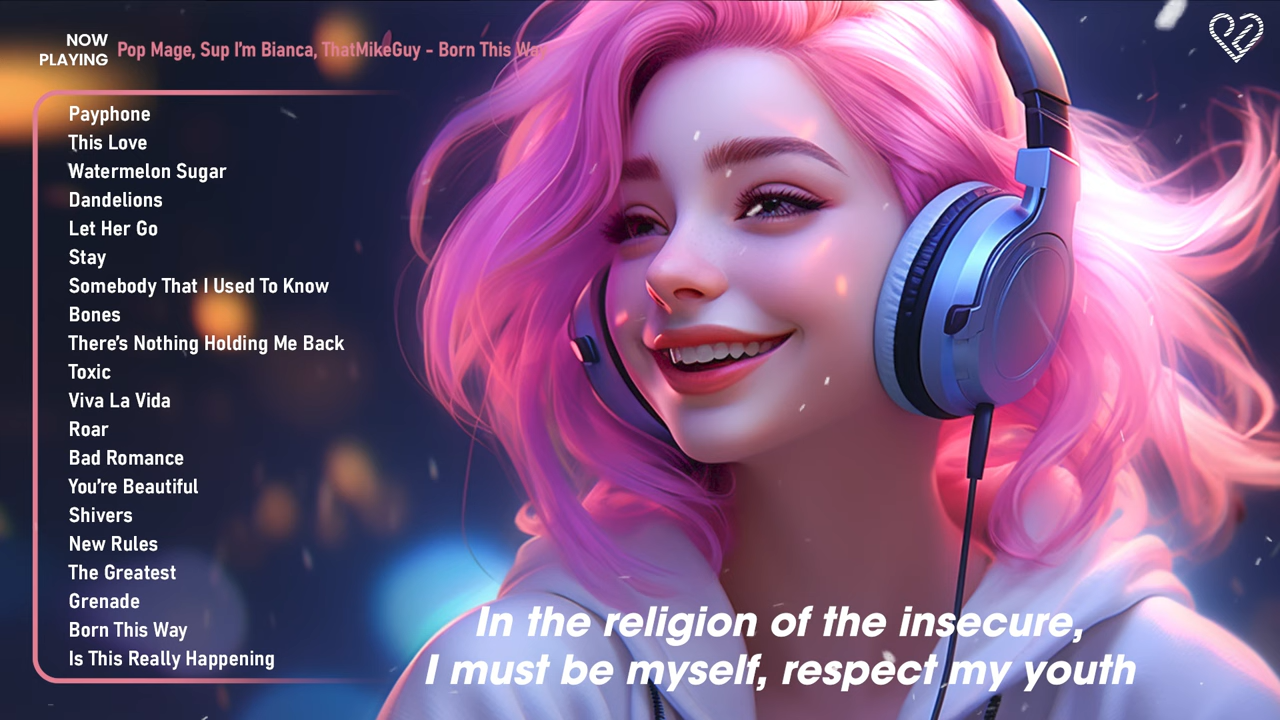 NOW
PLAYING
Pop Mage, Sup I'm Bianca, ThatMikeGuy - Born This Way
Payphone
This Love
Watermelon Sugar
Dandelions
Let Her Go
Stay
Somebody That I Used To Know
Bones
There's Nothing Holding Me Back
Toxic
Viva La Vida
Roar
Bad Romance
You're Beautiful
Shivers
New Rules
The Greatest
Grenade
Born This Way
Is This Really Happening
In the religion of the insecure,
I must be myself, respect my youth